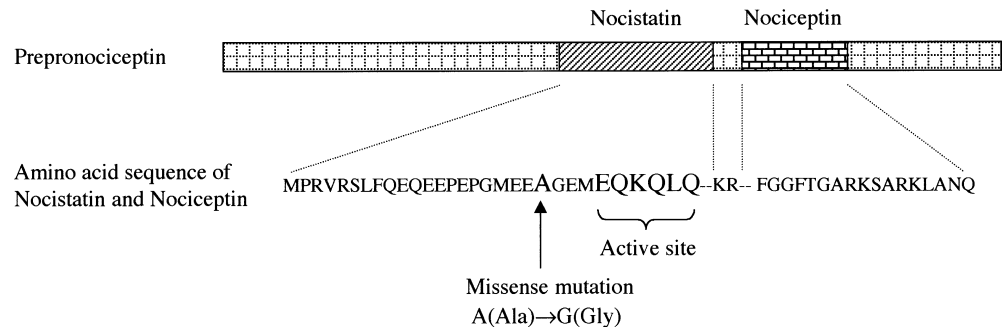 Nocistatin Nociceptin
Prepronociceptin
Amino acid sequence of
Nocistatin and Nociceptin
MPRVRSLFQEQEEPEPGMEEAGEMEQKQLQ--KR-- FGGFTGARKSARKLANQ
Active site
Missense mutation
A(Ala)→G(Gly)